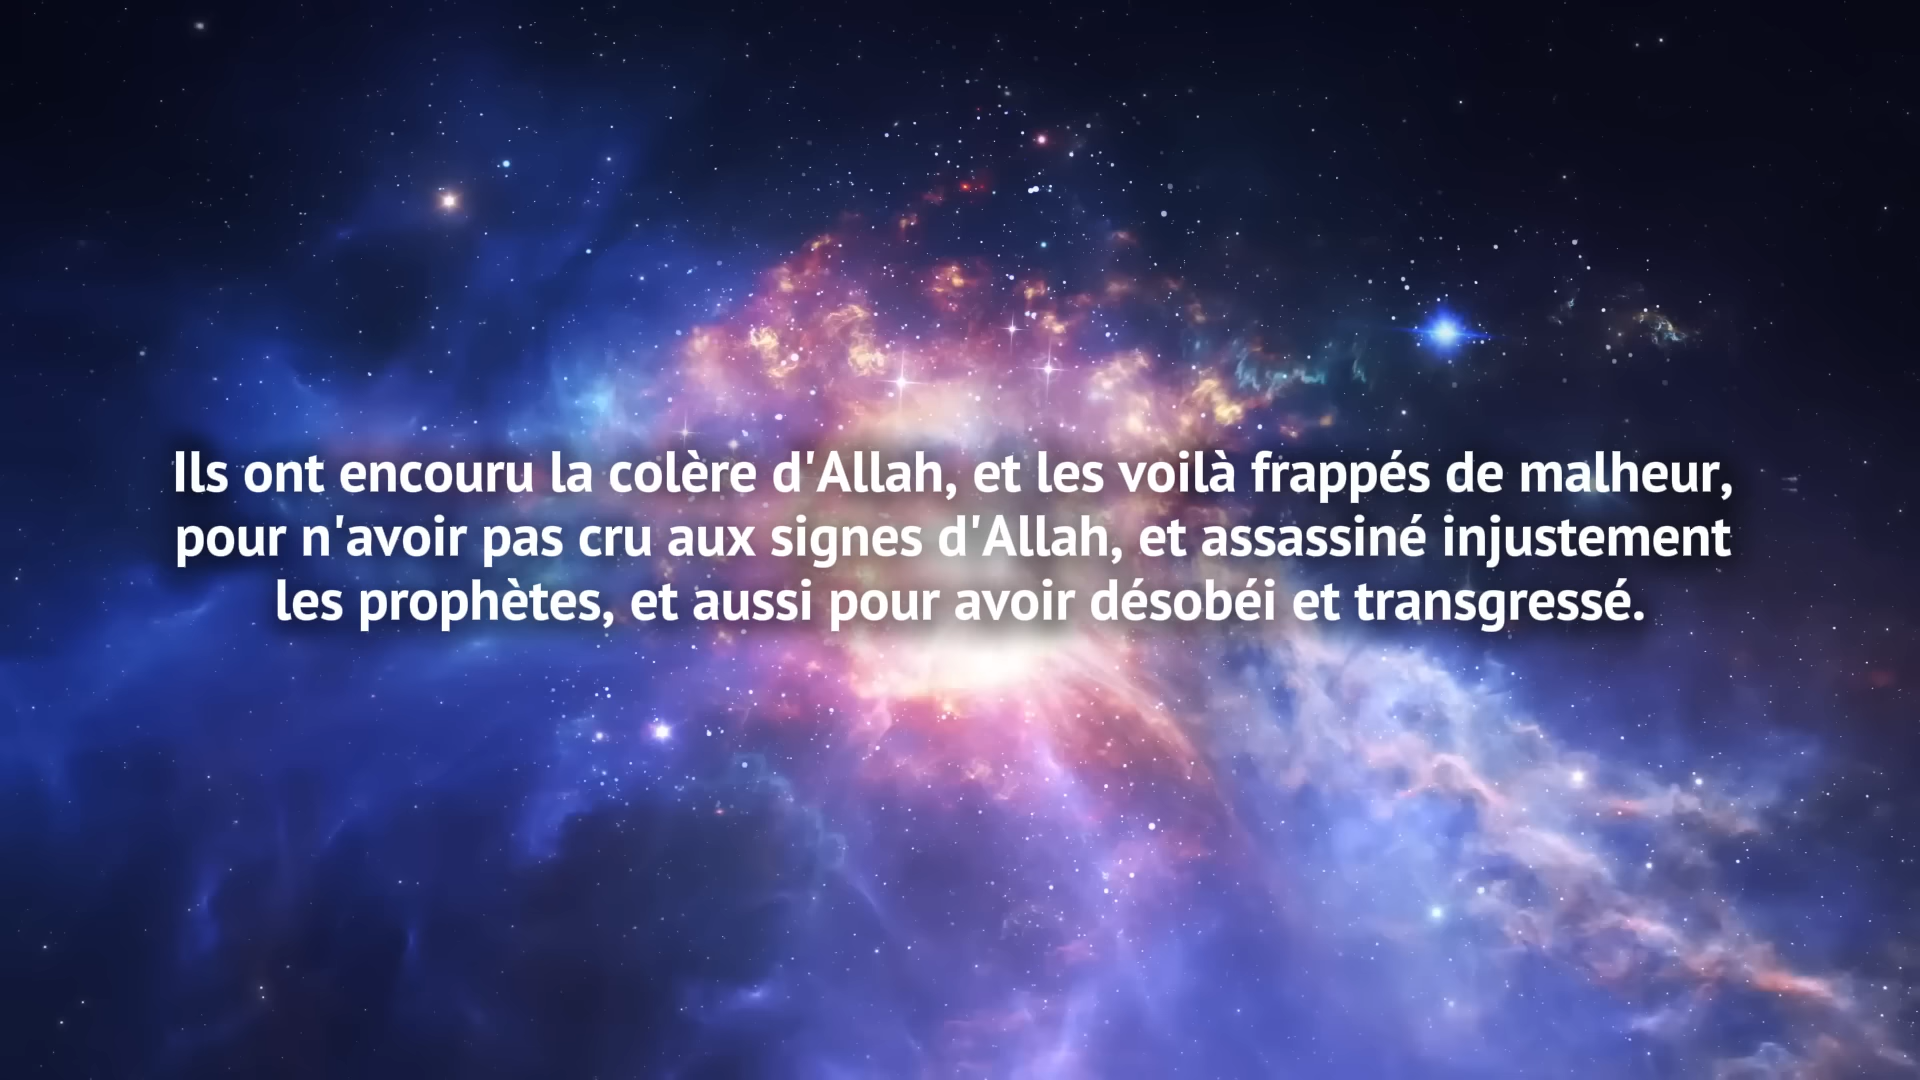 Ils ont encouru la colère d'Allah, et les voilà frappés de malheur,
pour n'avoir pas cru aux signes d'Allah, et assassiné injustement
les prophètes, et aussi pour avoir désobéi et transgressé.